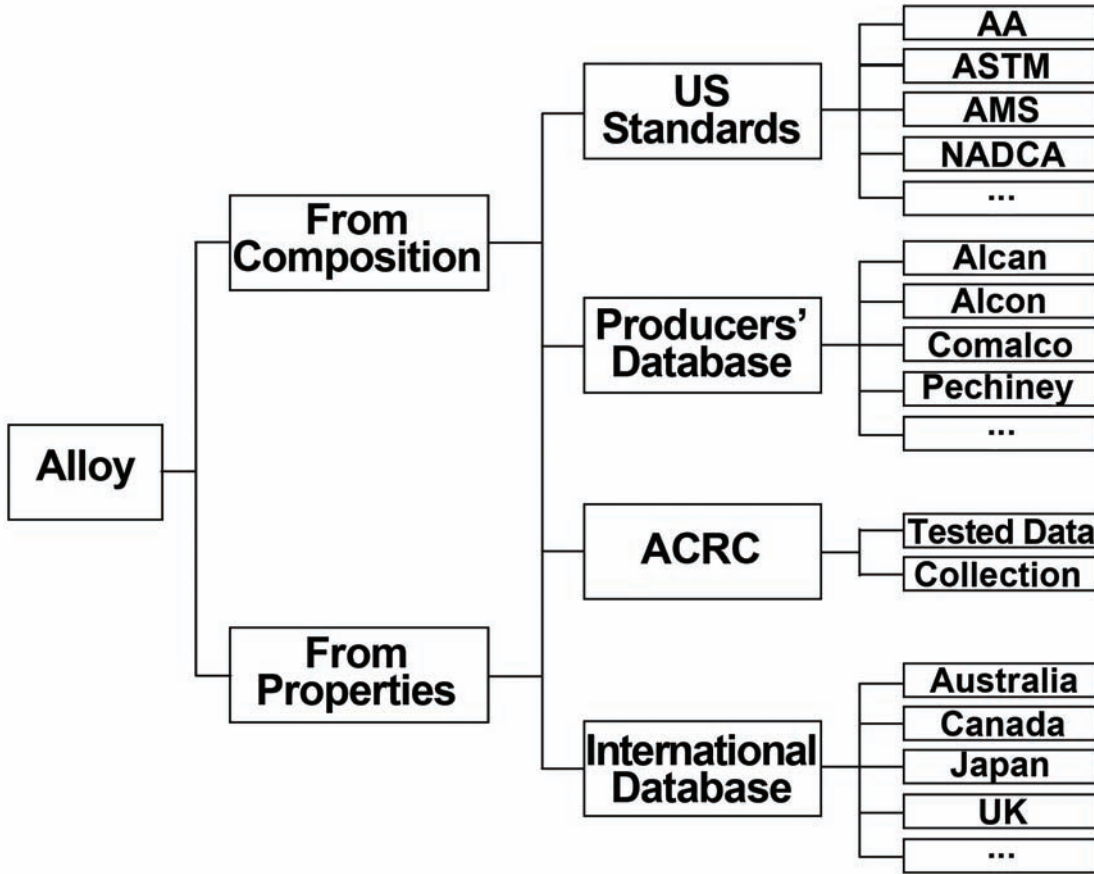 Alloy
From
Composition
From
Properties
US
Standards
Producers’
Database
ACRC
International
Database
AA
ASTM
AMS
NADCA
...
Alcan
Alcon
Comalco
Pechiney
...
Tested Data
Collection
Australia
Canada
Japan
UK
...